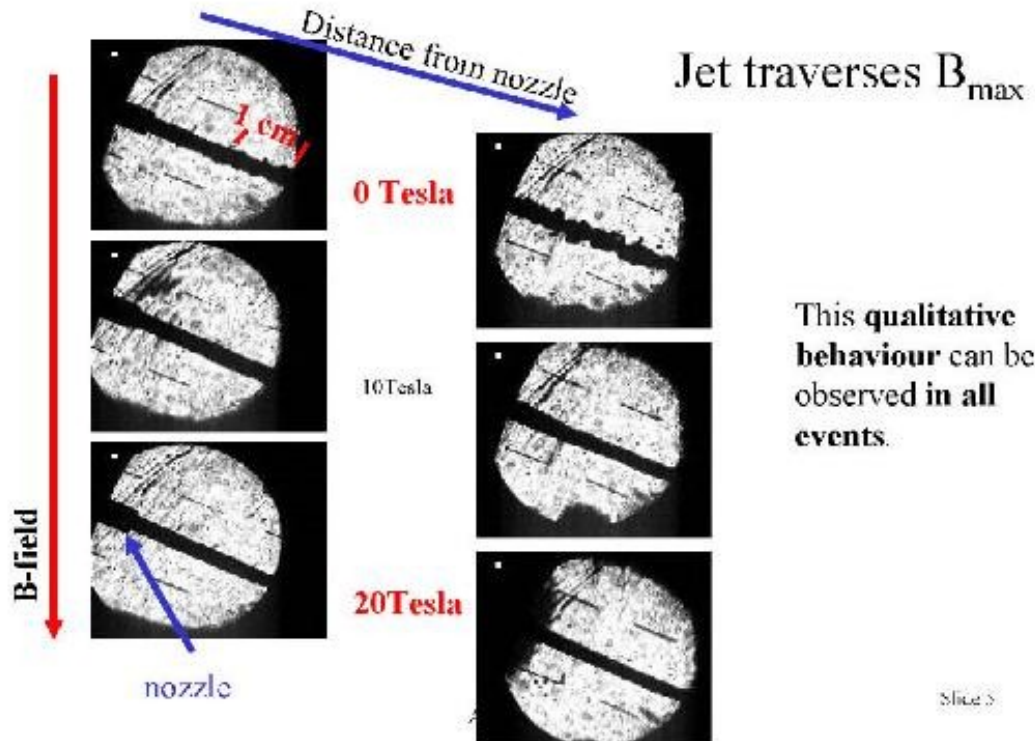 Distance from nozzle
Jet traverses Bmax
1 cm
0 Tesla
10Tesla
This qualitative
behaviour can be
observed in all
events.
B-field
20Tesla
nozzle